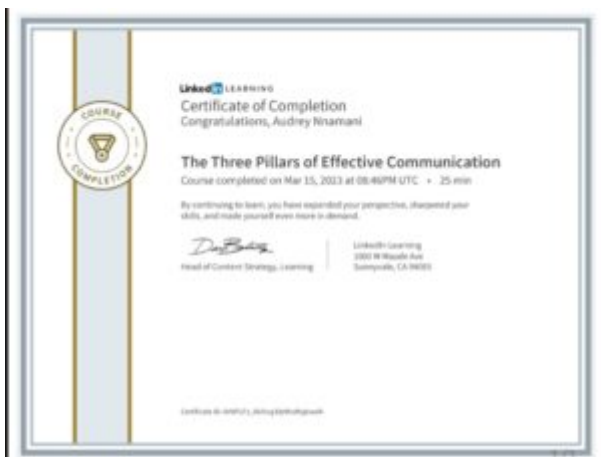 COURSE
COMPLETION
Linkedin LEARNING
Certificate of Completion
Congratulations, Audrey Nnamani
The Three Pillars of Effective Communication
Course completed on Mar 15, 2023 at 08:46PM UTC • 25 min
By continuing to learn, you have expanded your perspective, sharpened your
skills, and made yourself even more in demand.
Head of Content Strategy, Learning
LinkedIn Learning
1000 W Maude Ave
Sunnyvale, CA
Certificate ID: